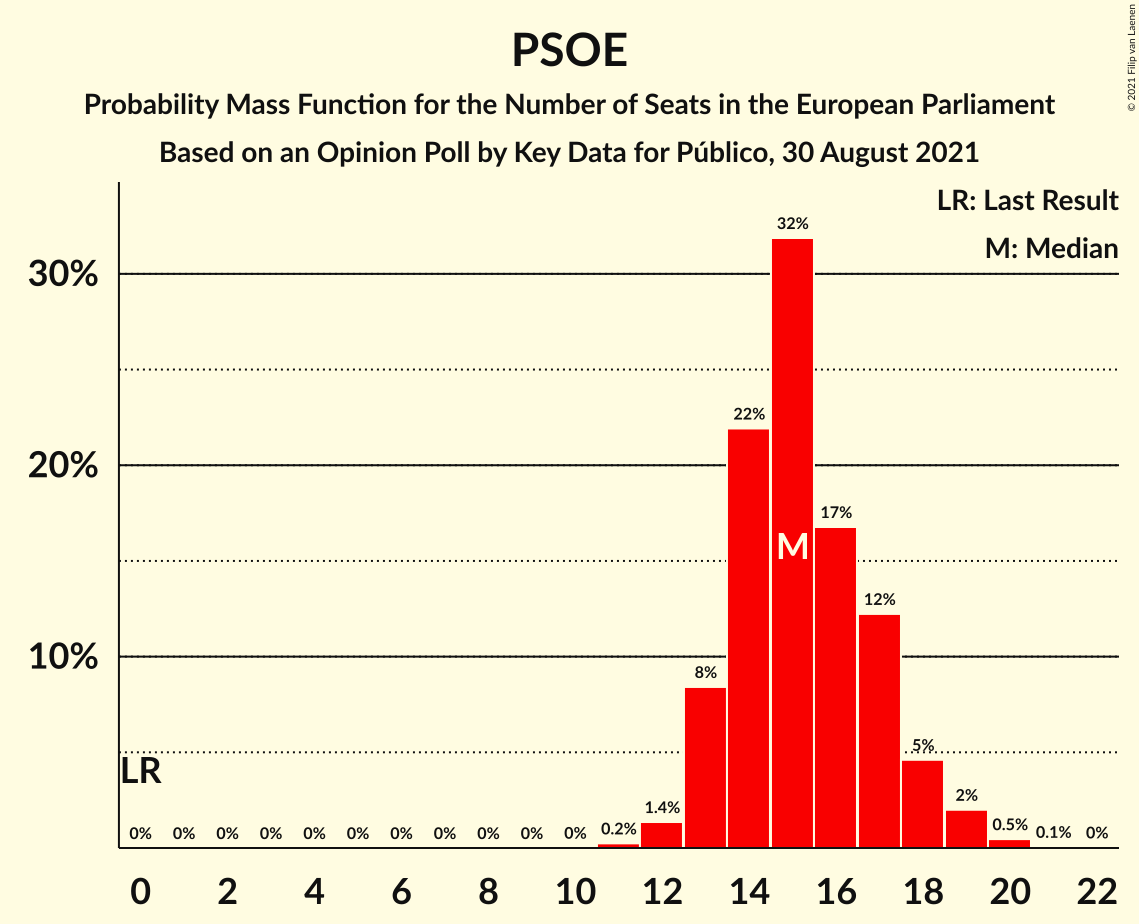 PSOE
Probability Mass Function for the Number of Seats in the European Parliament
Based on an Opinion Poll by Key Data for Público, 30 August 2021
© 2021 Filip van Laenen
LR: Last Result
M: Median
30%
20%
10%
32%
22%
17%
12%
8%
5%
2%
1.4%
0.2%
0.5%
0.1%
M
LR
0% 0% 0% 0% 0% 0% 0% 0% 0% 0% 0% 0%
0 2 4 6 8 10 12 14 16 18 20 22